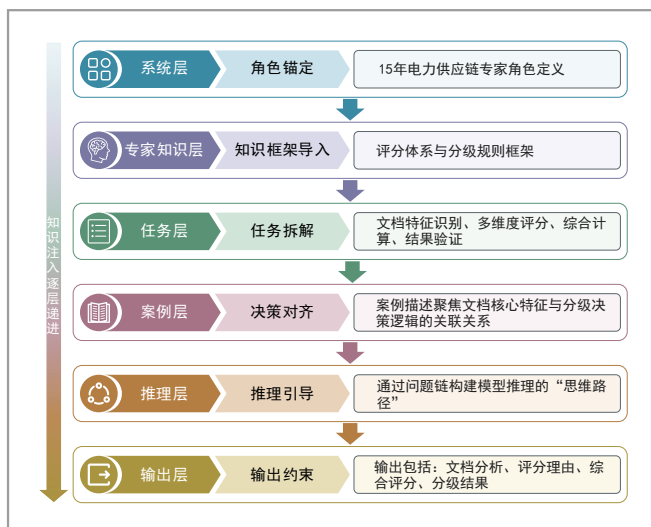 知识注入逐层递进
系统层
角色锚定
15年电力供应链专家角色定义
专家知识层
知识框架导入
评分体系与分级规则框架
任务层
任务拆解
文档特征识别、多维度评分、综合计
算、结果验证
案例层
决策对齐
案例描述聚焦文档核心特征与分级决
策逻辑的关联关系
推理层
推理引导
通过问题链构建模型推理的“思维路
径”
输出层
输出约束
输出包括：文档分析、评分理由、综
合评分、分级结果